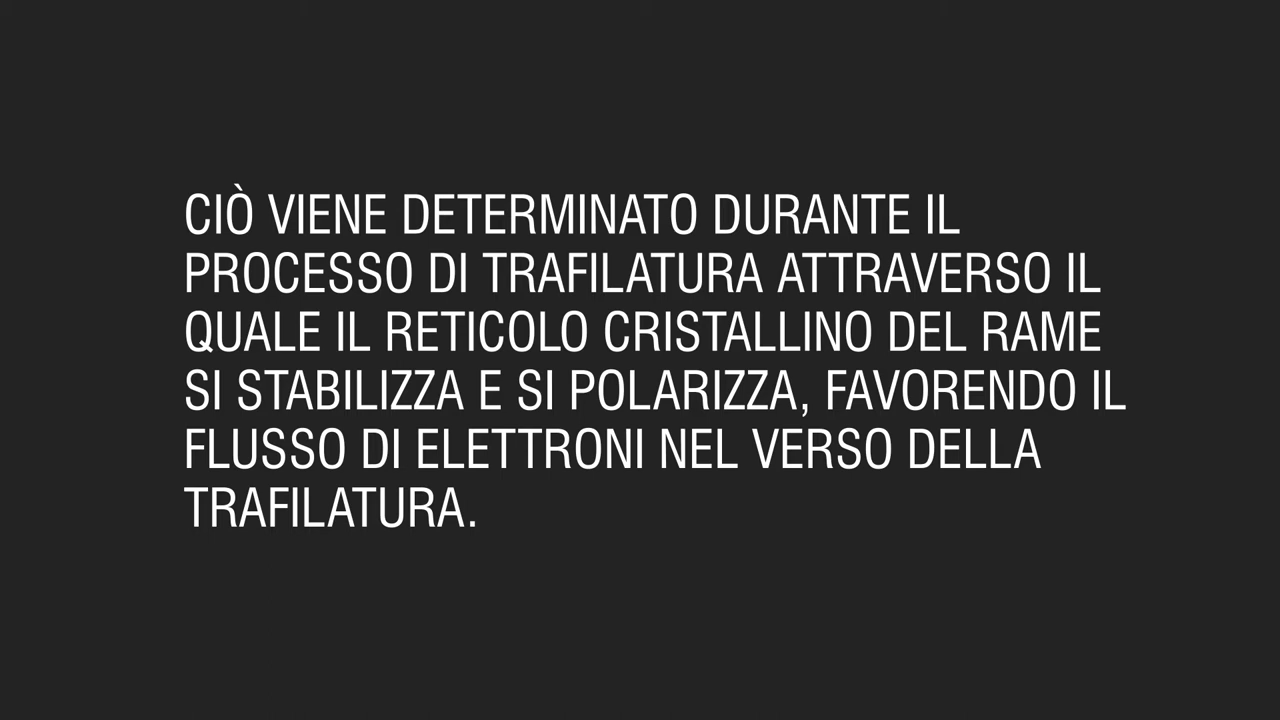 CIÒ VIENE DETERMINATO DURANTE IL
PROCESSO DI TRAFILATURA ATTRAVERSO IL
QUALE IL RETICOLO CRISTALLINO DEL RAME
SI STABILIZZA E SI POLARIZZA, FAVORENDO IL
FLUSSO DI ELETTRONI NEL VERSO DELLA
TRAFILATURA.